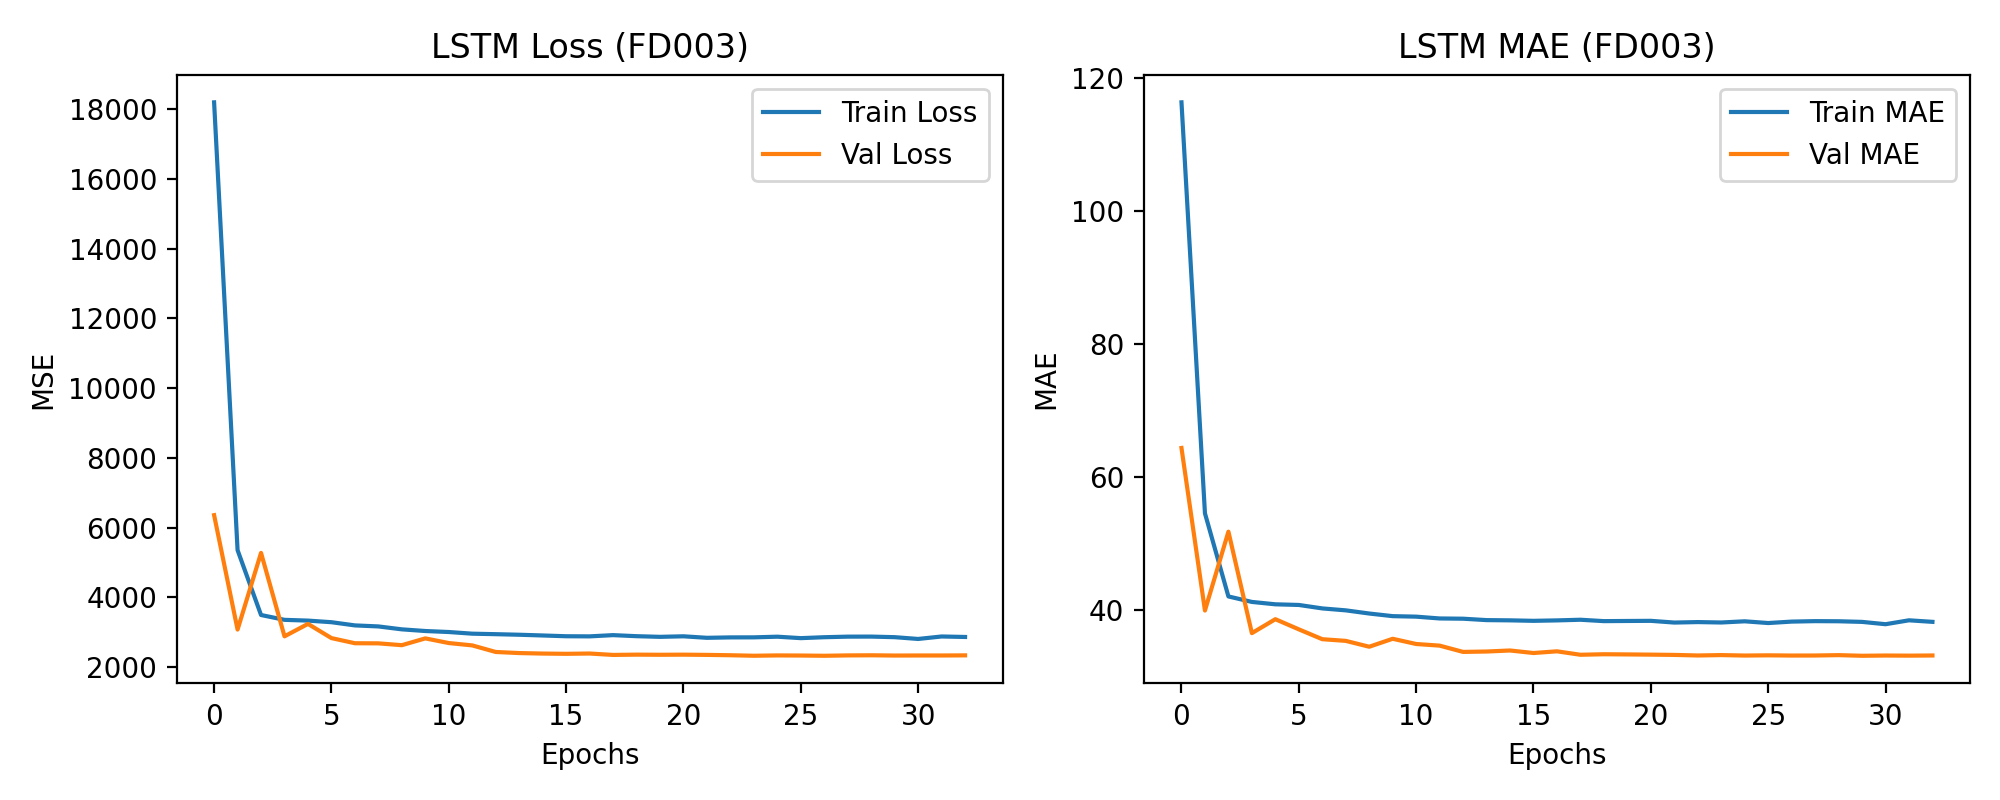 LSTM Loss (FD003)
18000
16000
14000
12000
10000
8000
6000
4000
2000
MSE
0 5 10 15 20 25 30
Epochs
Train Loss
Val Loss
LSTM MAE (FD003)
120
100
80
60
40
MAE
0 5 10 15 20 25 30
Epochs
Train MAE
Val MAE